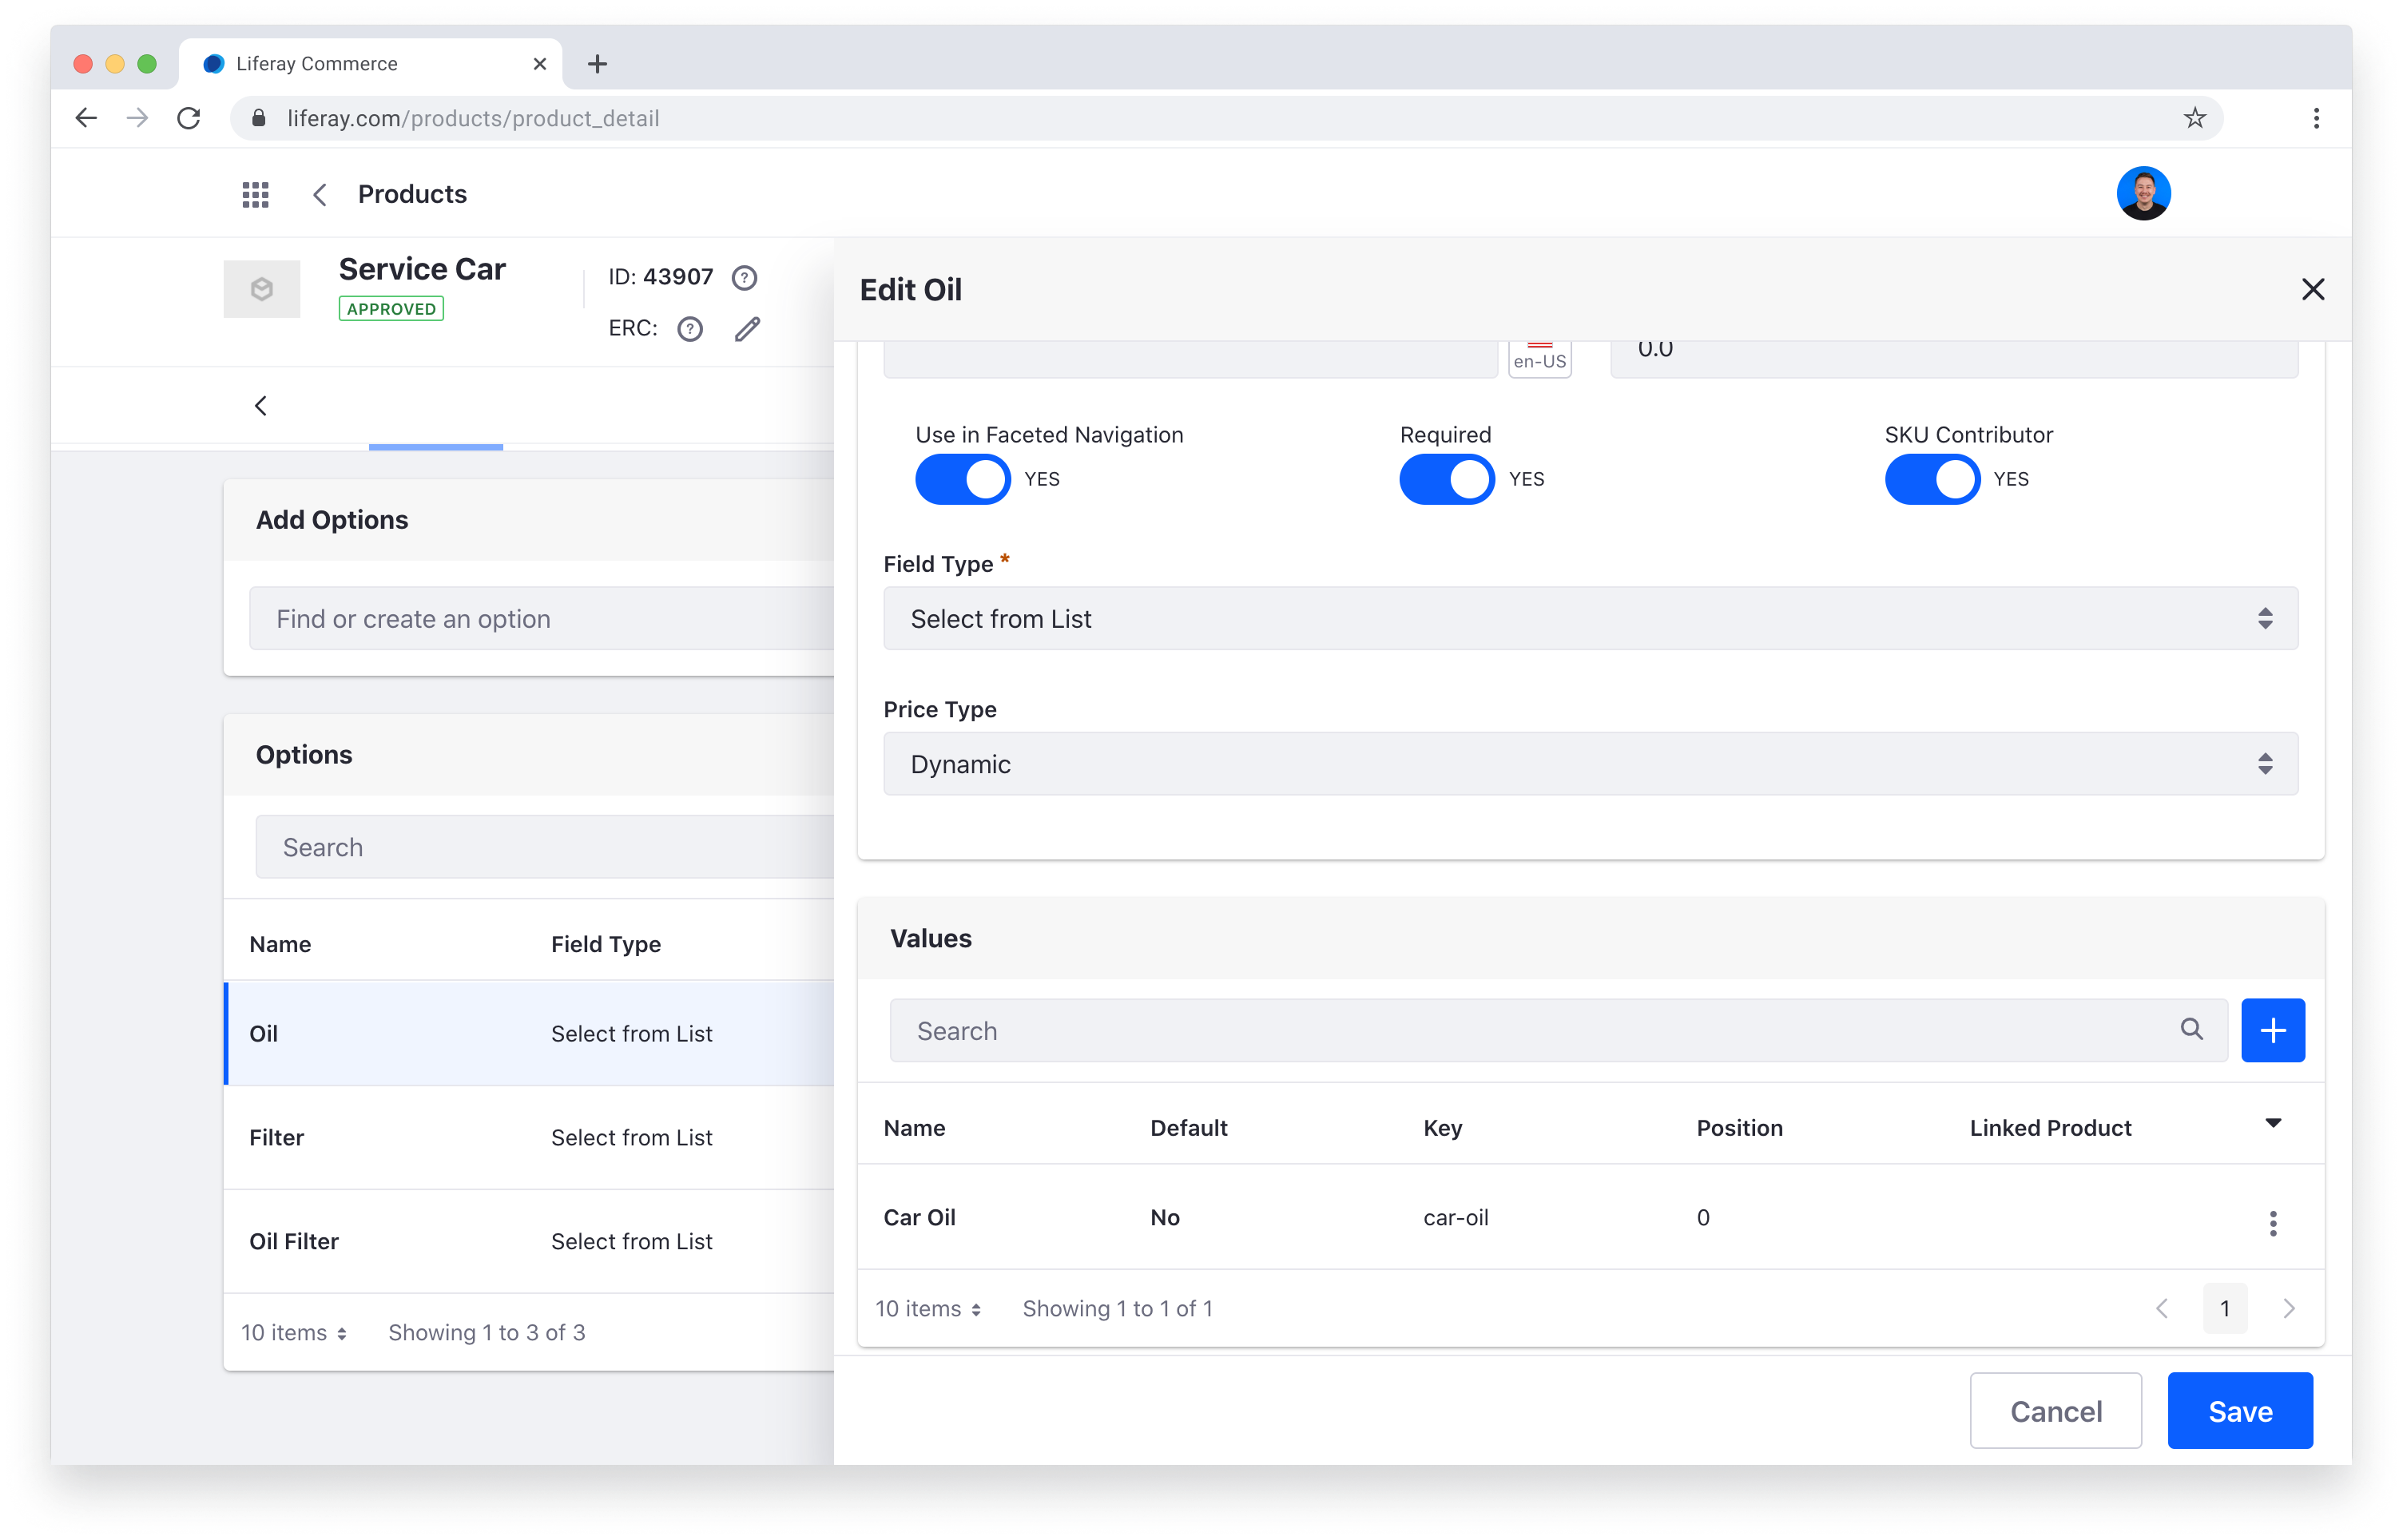 Liferay Commerce
liferay.com/products/product_detail
Products
Service Car
APPROVED
ID: 43907
ERC:
Add Options
Find or create an option
Options
Search
Name Field Type
Oil Select from List
Filter Select from List
Oil Filter Select from List
10 items Showing 1 to 3 of 3
Edit Oil
en-US 0.0
Use in Faceted Navigation Required SKU Contributor
YES YES YES
Field Type *
Select from List
Price Type
Dynamic
Values
Search
Name Default Key Position Linked Product
Car Oil No car-oil 0
10 items Showing 1 to 1 of 1 1
Cancel Save